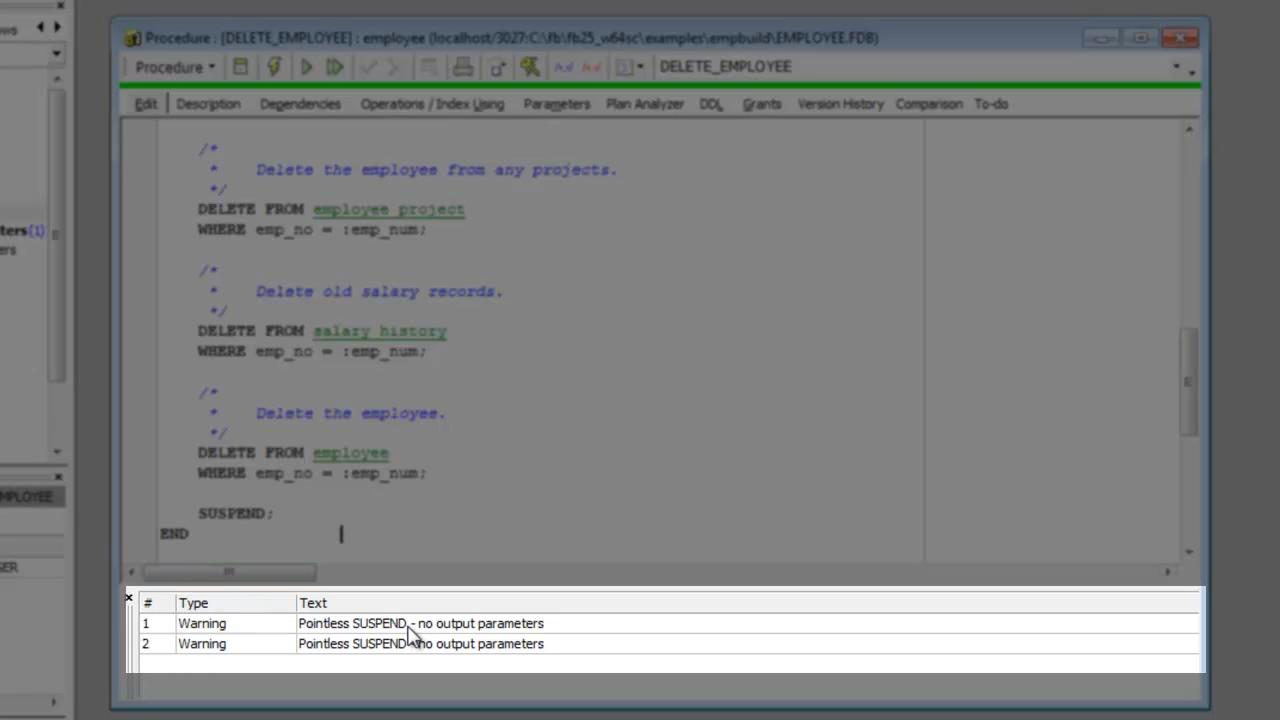 Procedure : [DELETE_EMPLOYEE] : employee (localhost/3027:C:\fb\fb25_w64sc\examples\empbuild\EMPLOYEE.FDB)
Procedure DELETE_EMPLOYEE
Edit Description Dependencies Operations / Index Using Parameters Plan Analyzer DDL Grants Version History Comparison To-do
/*
* Delete the employee from any projects.
*/
DELETE FROM employee_project
WHERE emp_no = :emp_num;
/*
* Delete old salary records.
*/
DELETE FROM salary_history
WHERE emp_no = :emp_num;
/*
* Delete the employee.
*/
DELETE FROM employee
WHERE emp_no = :emp_num;
SUSPEND;
END
# Type Text
1 Warning Pointless SUSPEND - no output parameters
2 Warning Pointless SUSPEND - no output parameters